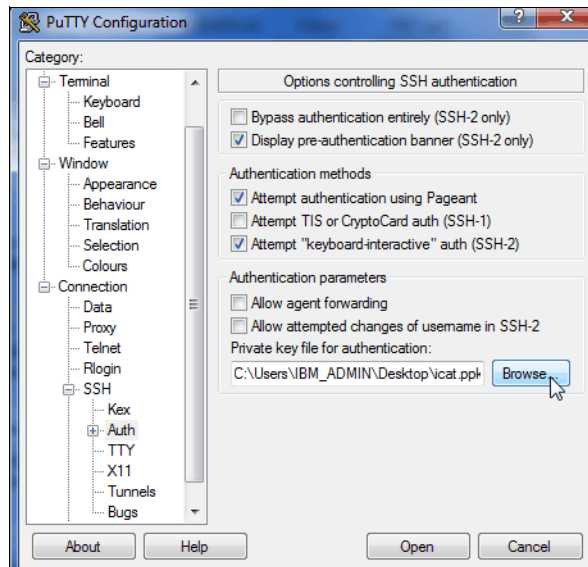 PuTTY Configuration
Category:
Terminal
Keyboard
Bell
Features
Window
Appearance
Behaviour
Translation
Selection
Colours
Connection
Data
Proxy
Telnet
Rlogin
SSH
Kex
Auth
TTY
X11
Tunnels
Bugs
Options controlling SSH authentication
Bypass authentication entirely (SSH-2 only)
Display pre-authentication banner (SSH-2 only)
Authentication methods
Attempt authentication using Pageant
Attempt TIS or CryptoCard auth (SSH-1)
Attempt "keyboard-interactive" auth (SSH-2)
Authentication parameters
Allow agent forwarding
Allow attempted changes of username in SSH-2
Private key file for authentication:
C:\Users\IBM_ADMIN\Desktop\icat.ppk
Browse...
About
Help
Open
Cancel